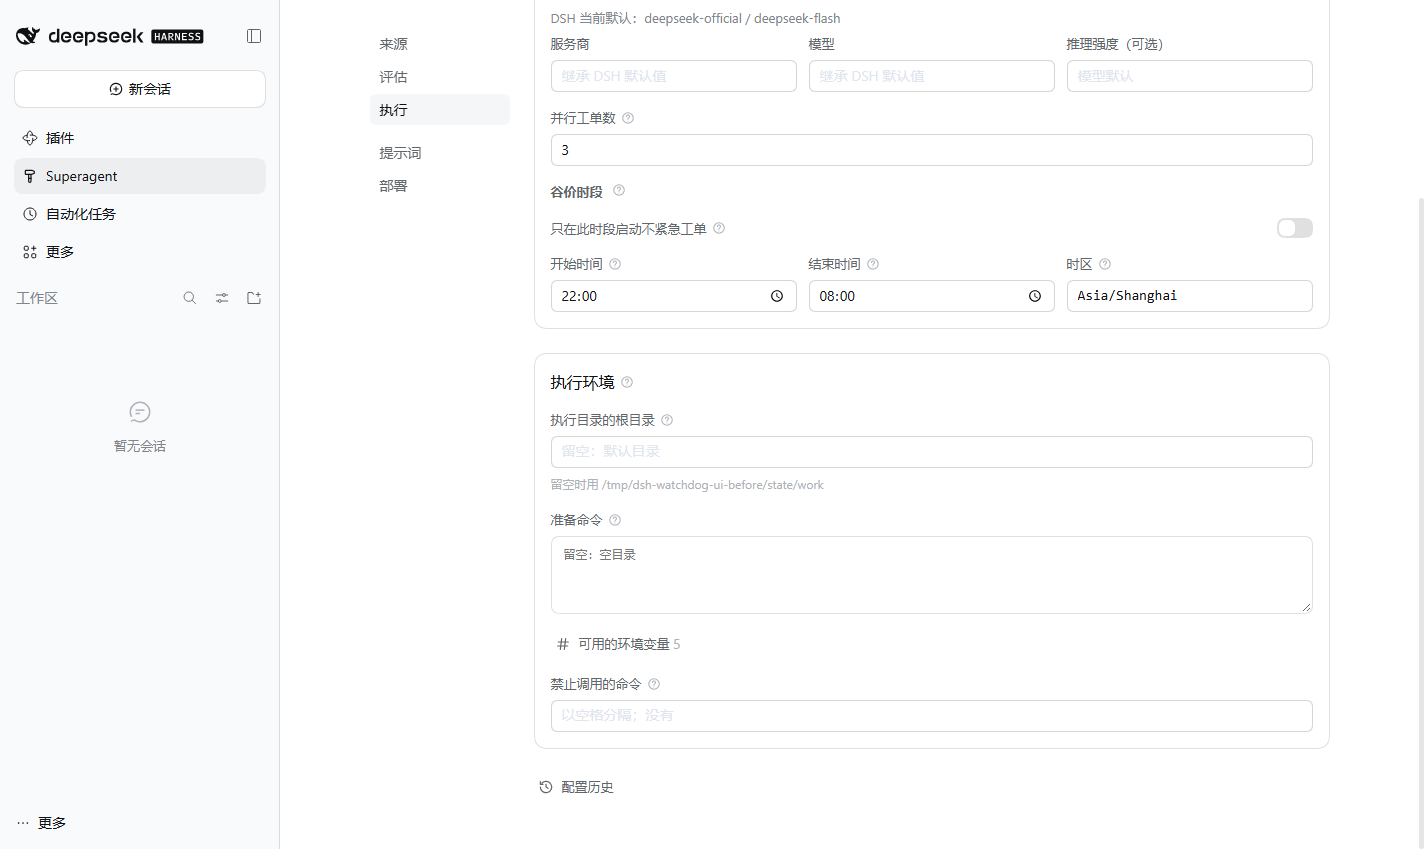 deepseek HARNESS
新会话
插件
Superagent
自动化任务
更多
工作区
暂无会话
更多
来源
评估
执行
提示词
部署
DSH 当前默认：deepseek-official / deepseek-flash
服务商
模型
推理强度（可选）
继承 DSH 默认值
继承 DSH 默认值
模型默认
并行工单数
3
谷价时段
只在此时段启动不紧急工单
开始时间
结束时间
时区
22:00
08:00
Asia/Shanghai
执行环境
执行目录的根目录
留空：默认目录
留空时用 /tmp/dsh-watchdog-ui-before/state/work
准备命令
留空：空目录
可用的环境变量 5
禁止调用的命令
以空格分隔；没有
配置历史